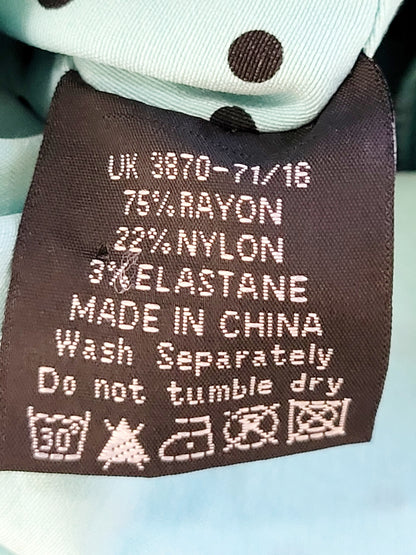 UK 3870-71/16
75% RAYON
22% NYLON
3% ELASTANE
MADE IN CHINA
Wash Separately
Do not tumble dry
30°